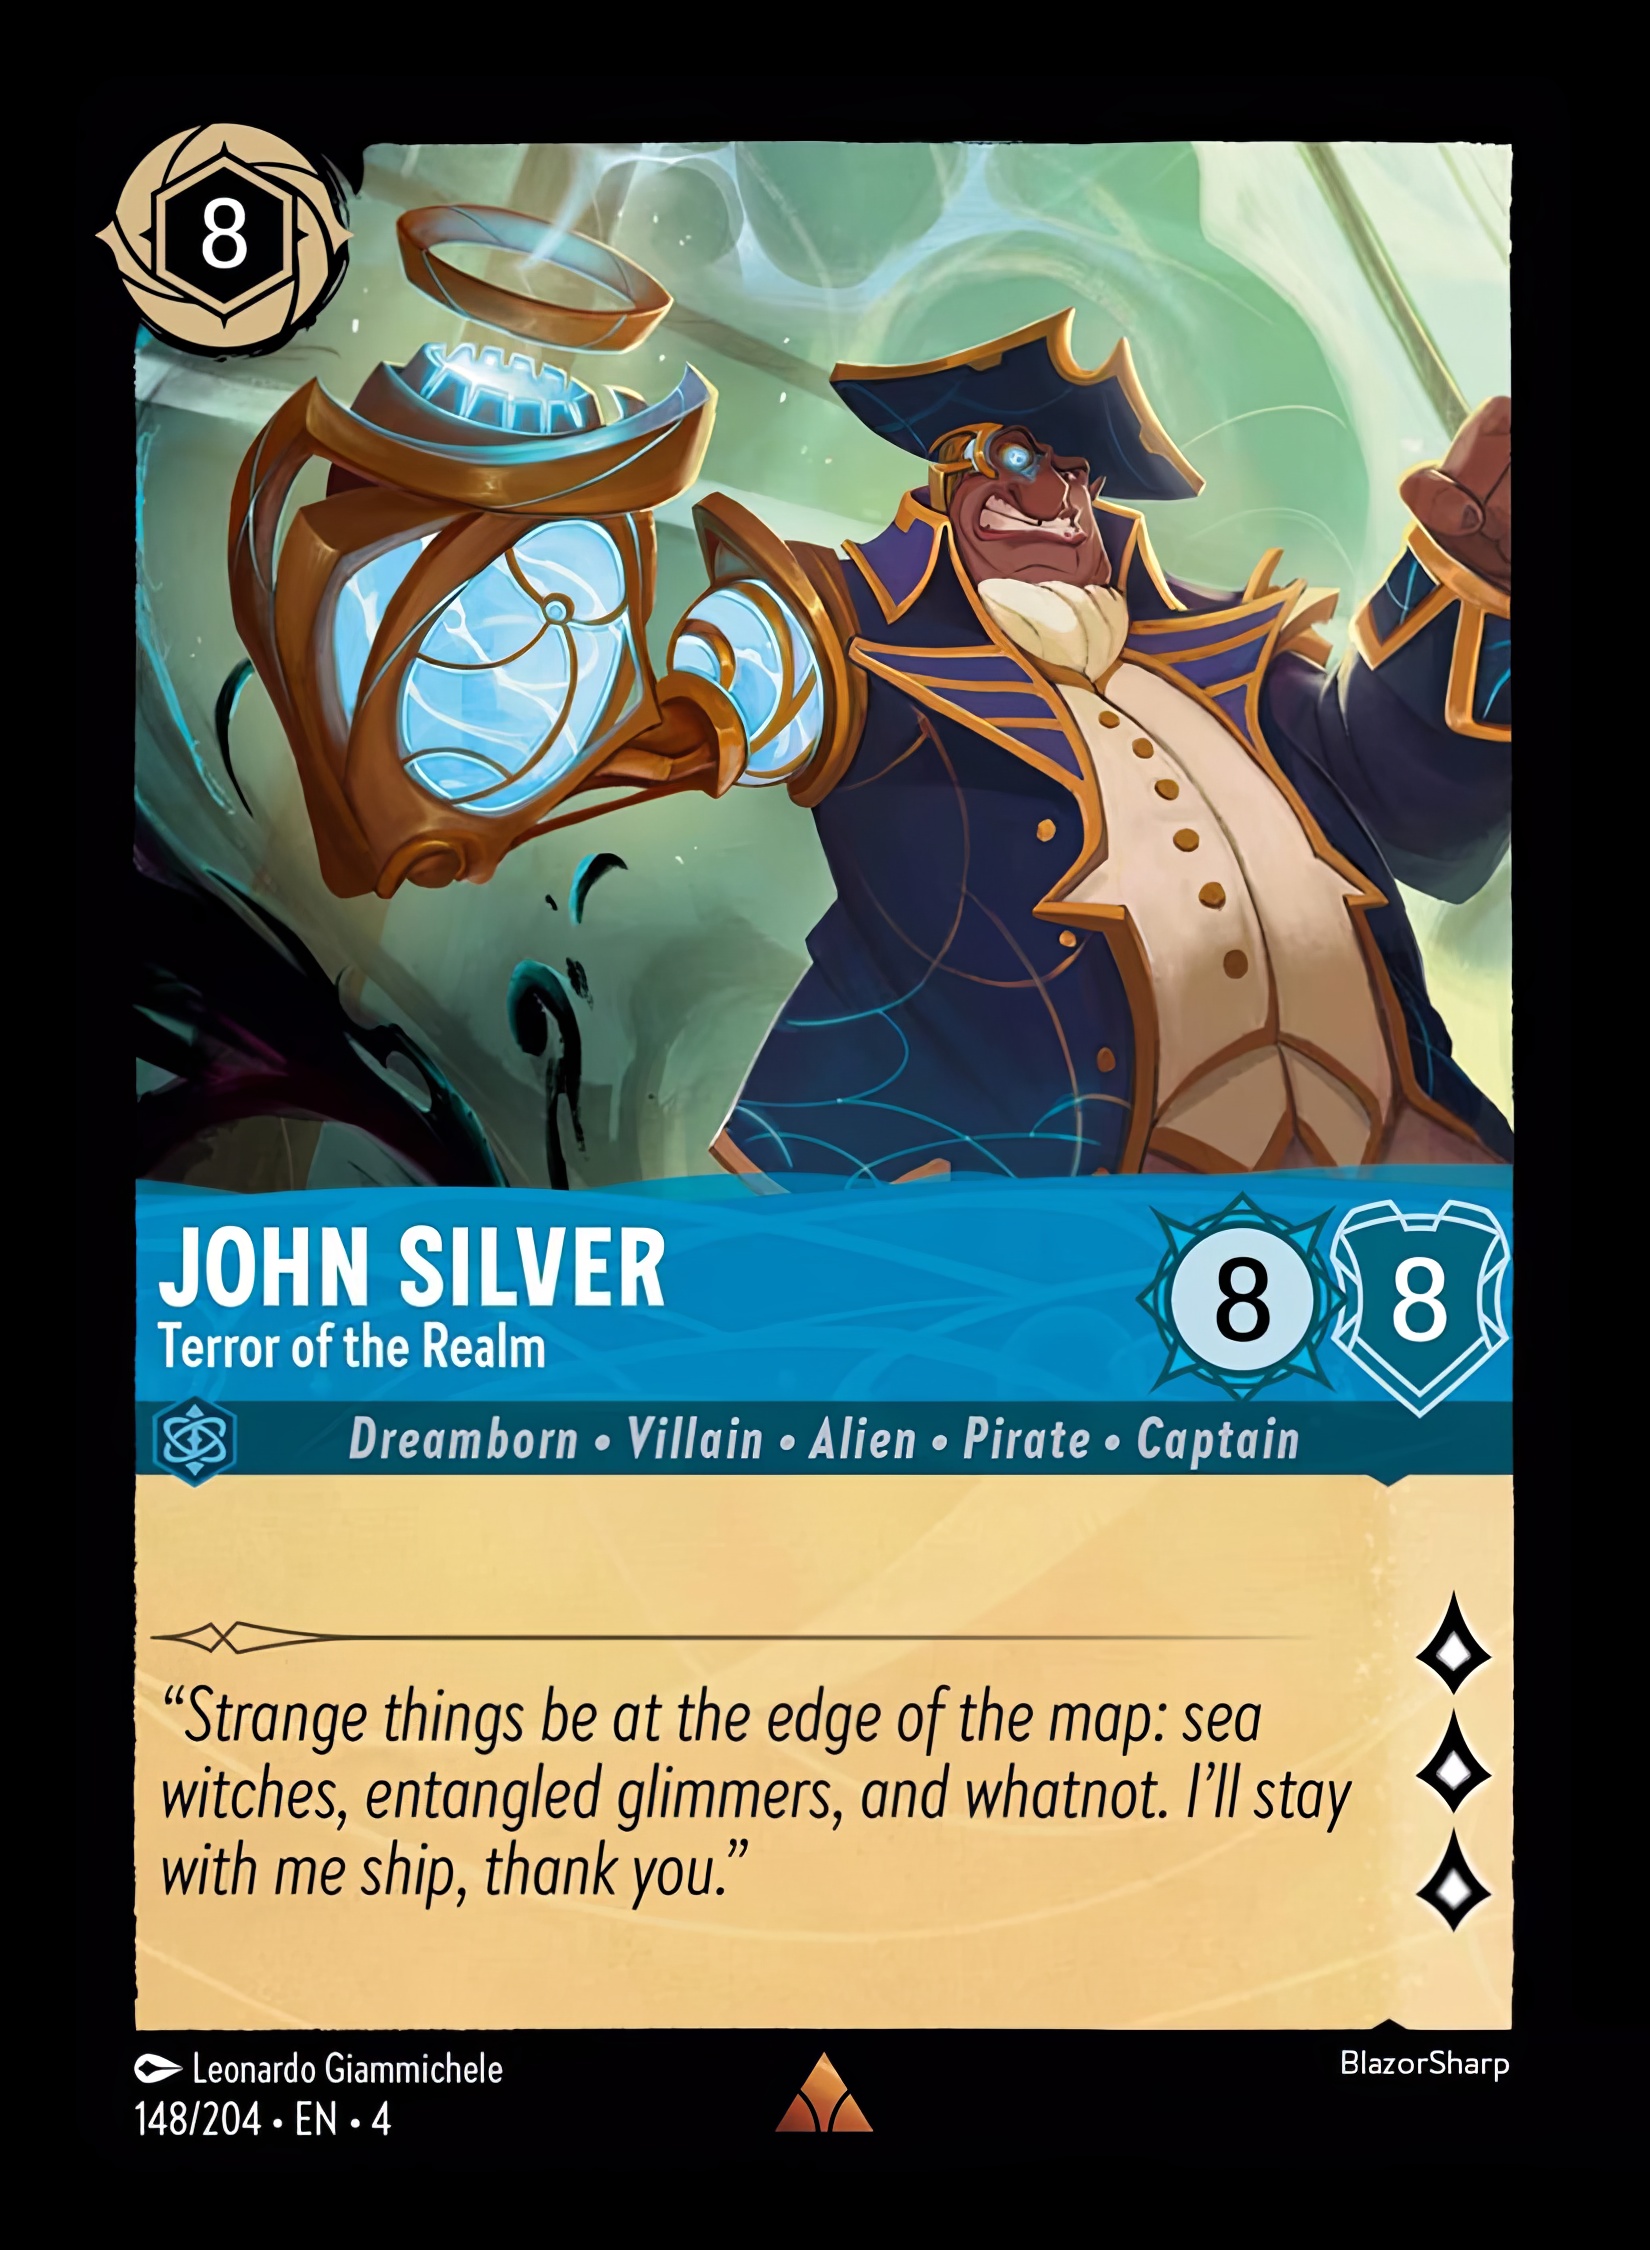 8
JOHN SILVER
Terror of the Realm
8
8
Dreamborn • Villain • Alien • Pirate • Captain
“Strange things be at the edge of the map: sea
witches, entangled glimmers, and whatnot. I’ll stay
with me ship, thank you.”
Leonardo Giammichele
BlazorSharp
148/204 • EN • 4